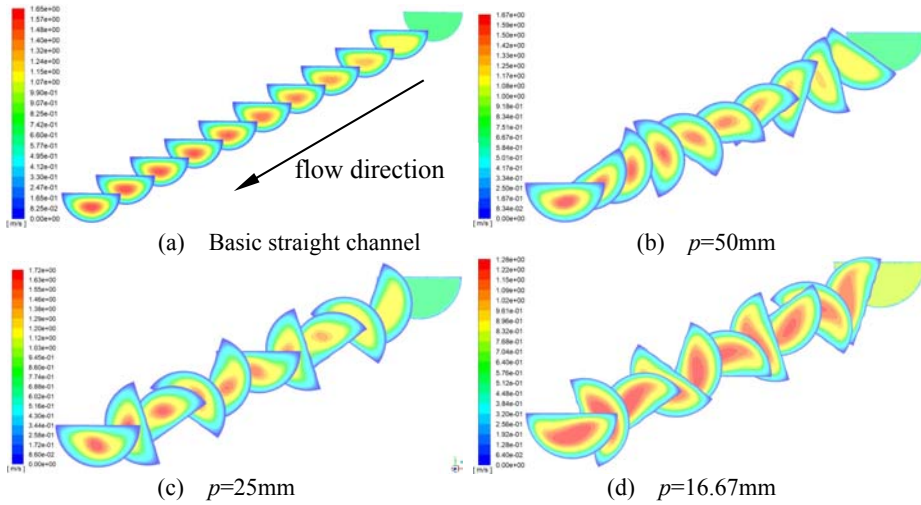 1.65e+00
1.57e+00
1.48e+00
1.40e+00
1.32e+00
1.24e+00
1.15e+00
1.07e+00
9.90e-01
9.07e-01
8.25e-01
7.42e-01
6.60e-01
5.77e-01
4.95e-01
4.12e-01
3.30e-01
2.47e-01
1.65e-01
8.25e-02
0.00e+00
[ m/s ]
flow direction
(a) Basic straight channel
1.67e+00
1.59e+00
1.50e+00
1.42e+00
1.33e+00
1.25e+00
1.17e+00
1.08e+00
1.00e+00
9.18e-01
8.34e-01
7.51e-01
6.67e-01
5.84e-01
5.01e-01
4.17e-01
3.34e-01
2.50e-01
1.67e-01
8.34e-02
0.00e+00
[ m/s ]
(b) p=50mm
1.72e+00
1.63e+00
1.55e+00
1.46e+00
1.38e+00
1.29e+00
1.20e+00
1.12e+00
1.03e+00
9.45e-01
8.60e-01
7.74e-01
6.88e-01
6.02e-01
5.16e-01
4.30e-01
3.44e-01
2.58e-01
1.72e-01
8.60e-02
0.00e+00
[ m/s ]
(c) p=25mm
1.28e+00
1.22e+00
1.15e+00
1.09e+00
1.02e+00
9.61e-01
8.96e-01
8.32e-01
7.68e-01
7.04e-01
6.40e-01
5.76e-01
5.12e-01
4.48e-01
3.84e-01
3.20e-01
2.56e-01
1.92e-01
1.28e-01
6.40e-02
0.00e+00
[ m/s ]
(d) p=16.67mm